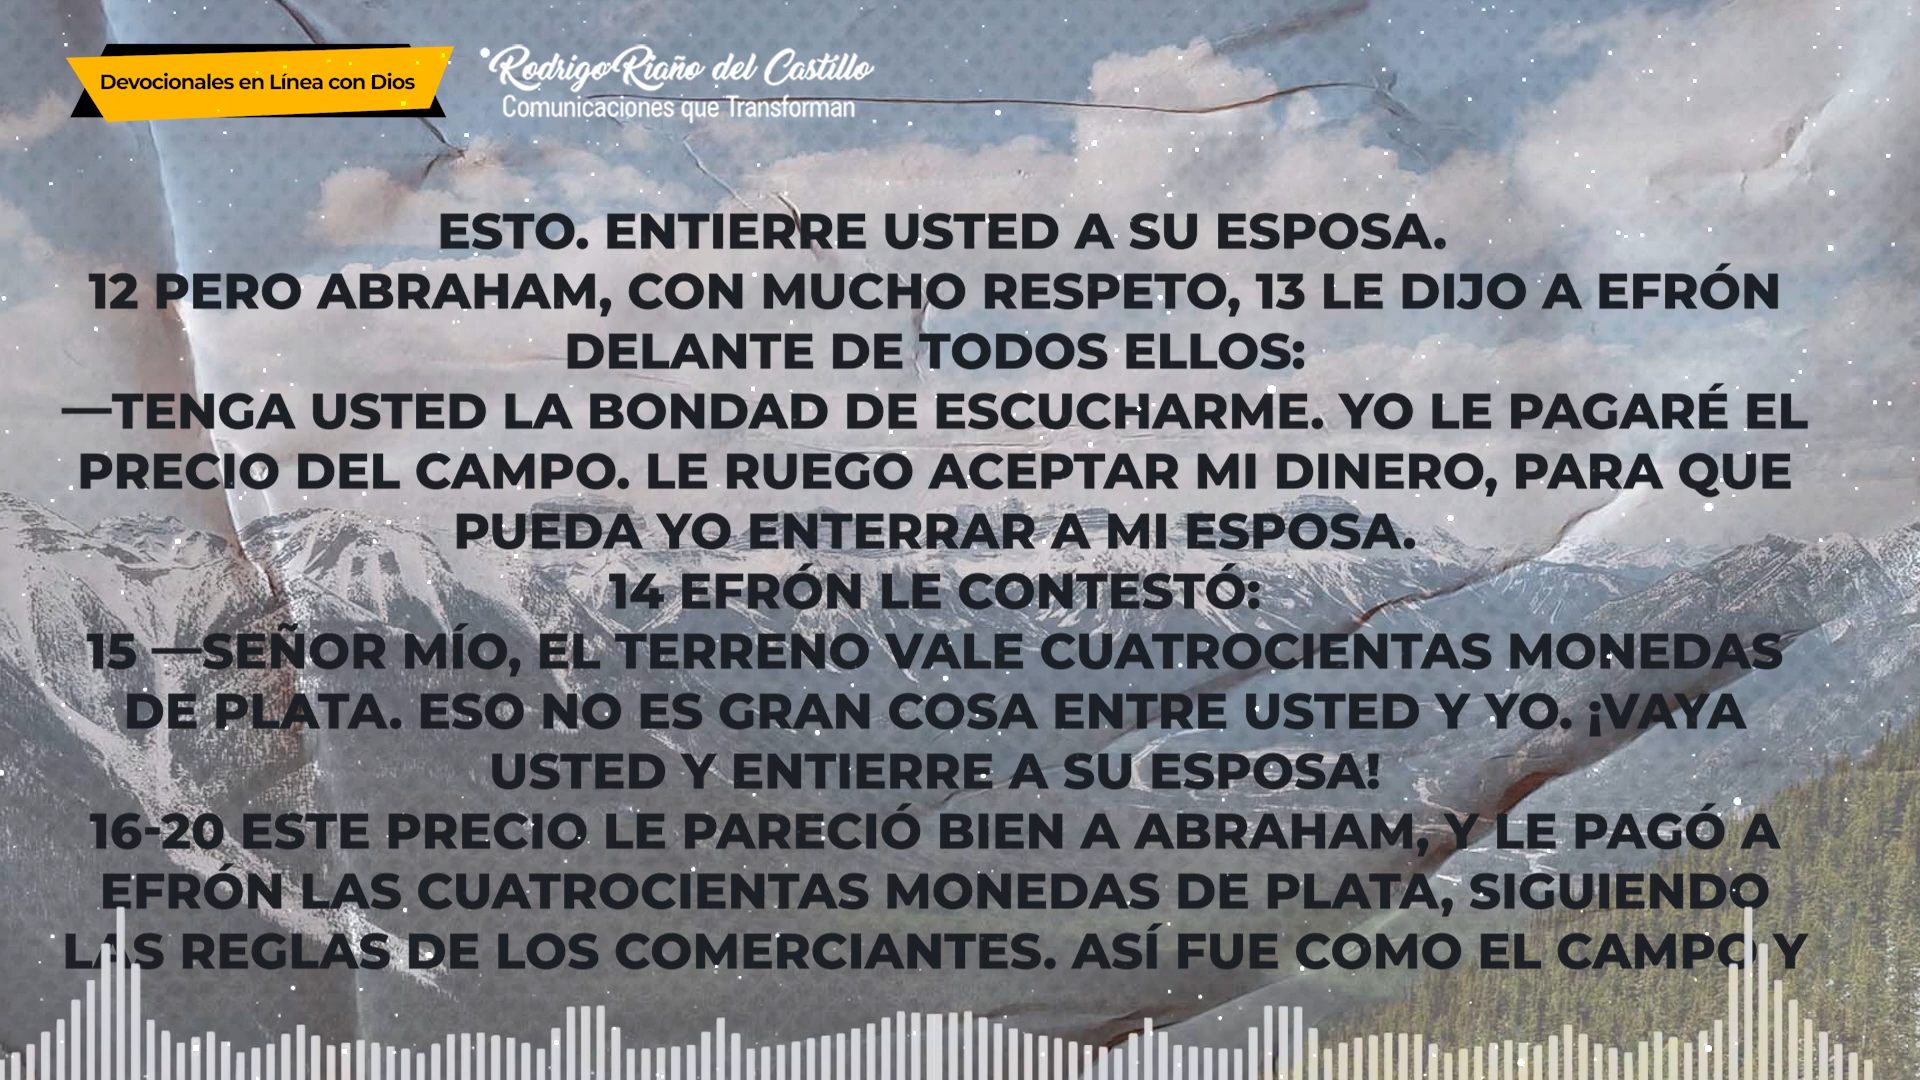 Devocionales en Línea con Dios
Rodrigo Riaño del Castillo
Comunicaciones que Transforman
ESTO. ENTIERRE USTED A SU ESPOSA.
12 PERO ABRAHAM, CON MUCHO RESPETO, 13 LE DIJO A EFRÓN
DELANTE DE TODOS ELLOS:
—TENGA USTED LA BONDAD DE ESCUCHARME. YO LE PAGARÉ EL
PRECIO DEL CAMPO. LE RUEGO ACEPTAR MI DINERO, PARA QUE
PUEDA YO ENTERRAR A MI ESPOSA.
14 EFRÓN LE CONTESTÓ:
15 —SEÑOR MÍO, EL TERRENO VALE CUATROCIENTAS MONEDAS
DE PLATA. ESO NO ES GRAN COSA ENTRE USTED Y YO. ¡VAYA
USTED Y ENTIERRE A SU ESPOSA!
16-20 ESTE PRECIO LE PARECIÓ BIEN A ABRAHAM, Y LE PAGÓ A
EFRÓN LAS CUATROCIENTAS MONEDAS DE PLATA, SIGUIENDO
LAS REGLAS DE LOS COMERCIANTES. ASÍ FUE COMO EL CAMPO Y